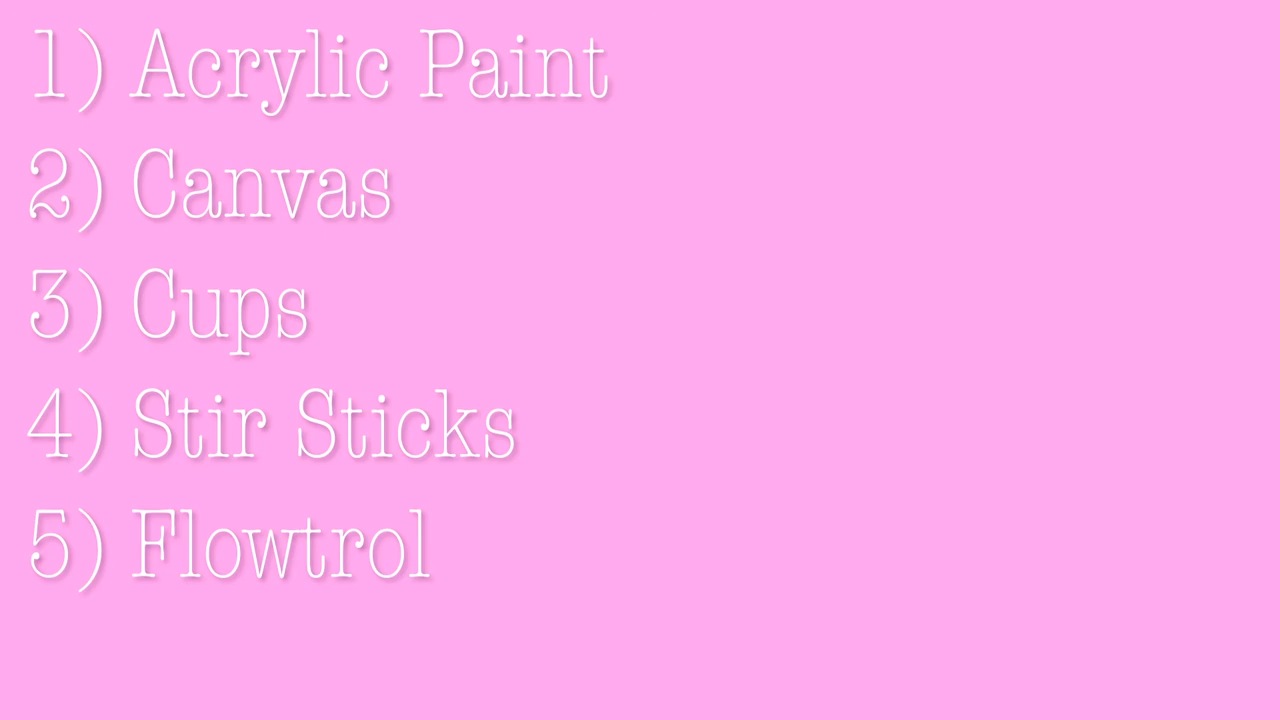 1) Acrylic Paint
2) Canvas
3) Cups
4) Stir Sticks
5) Flowtrol